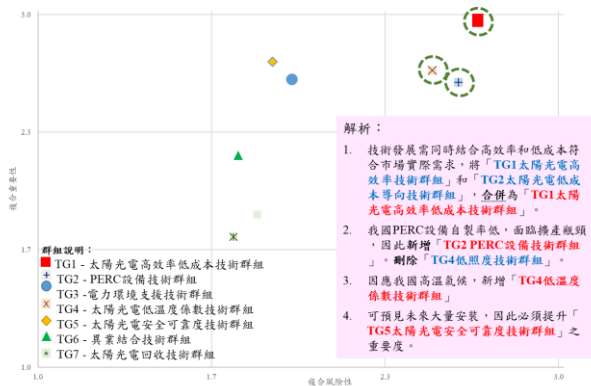 3.0
2.3
1.7
1.0
複合重要性
群組說明：
TG1 - 太陽光電高效率低成本技術群組
TG2 - PERC設備技術群組
TG3 - 電力環境支援技術群組
TG4 - 太陽光電低溫度係數技術群組
TG5 - 太陽光電安全可靠度技術群組
TG6 - 異業結合技術群組
TG7 - 太陽光電回收技術群組
解析：
1. 技術發展需同時結合高效率和低成本符
合市場實際需求，將「TG1太陽光電高
效率技術群組」和「TG2太陽光電低成
本導向技術群組」，合併為「TG1太陽
光電高效率低成本技術群組」。
2. 我國PERC設備自製率低，面臨擴產瓶頸
，因此新增「TG2 PERC設備技術群組」
。刪除「TG4低照度技術群組」。
3. 因應我國高溫氣候，新增「TG4低溫度
係數技術群組」
4. 可預見未來大量安裝，因此必須提升「
TG5太陽光電安全可靠度技術群組」之
重要度。
1.0
1.7
2.3
3.0
複合風險性